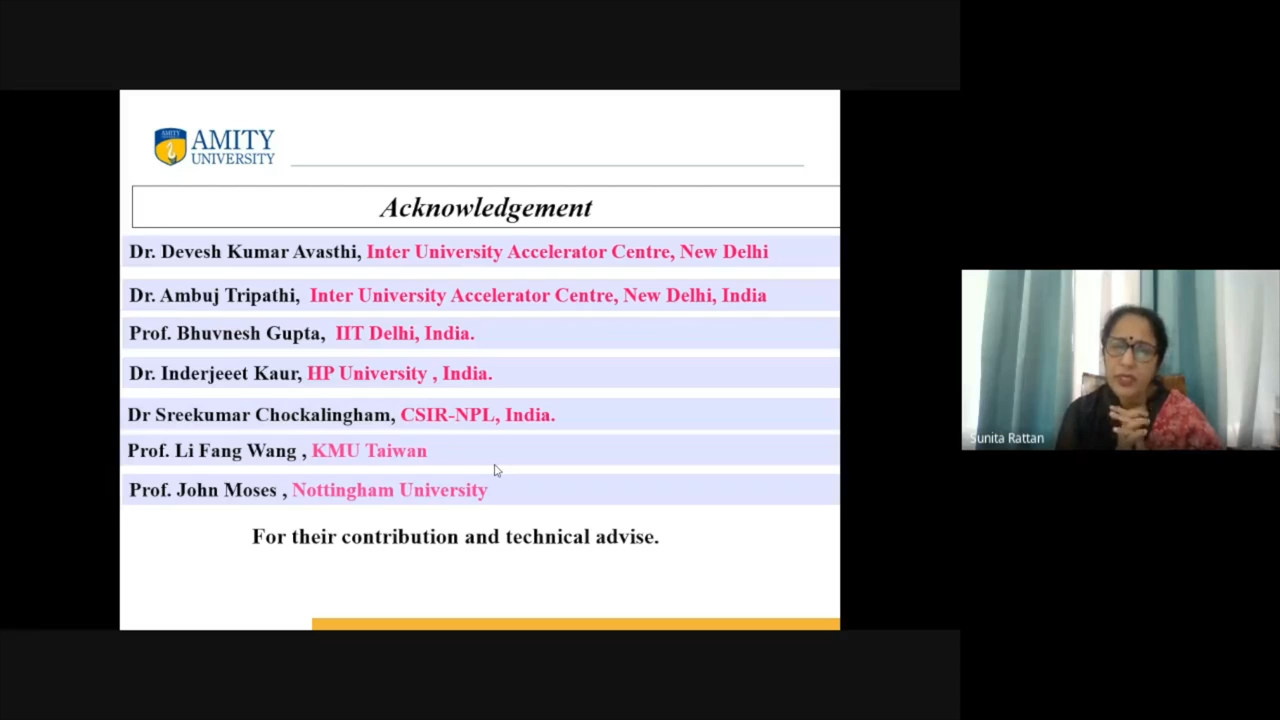 AMITY
AMITY
UNIVERSITY
Acknowledgement
Dr. Devesh Kumar Avasthi, Inter University Accelerator Centre, New Delhi
Dr. Ambuj Tripathi, Inter University Accelerator Centre, New Delhi, India
Prof. Bhuvnesh Gupta, IIT Delhi, India.
Dr. Inderjeeet Kaur, HP University , India.
Dr Sreekumar Chockalingham, CSIR-NPL, India.
Prof. Li Fang Wang , KMU Taiwan
Prof. John Moses , Nottingham University
For their contribution and technical advise.
Sunita Rattan